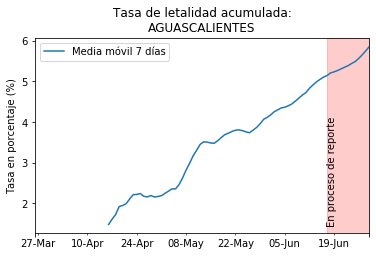 Tasa de letalidad acumulada:
AGUASCALIENTES
Media móvil 7 días
Tasa en porcentaje (%)
6
5
4
3
2
En proceso de reporte
27-Mar 10-Apr 24-Apr 08-May 22-May 05-Jun 19-Jun